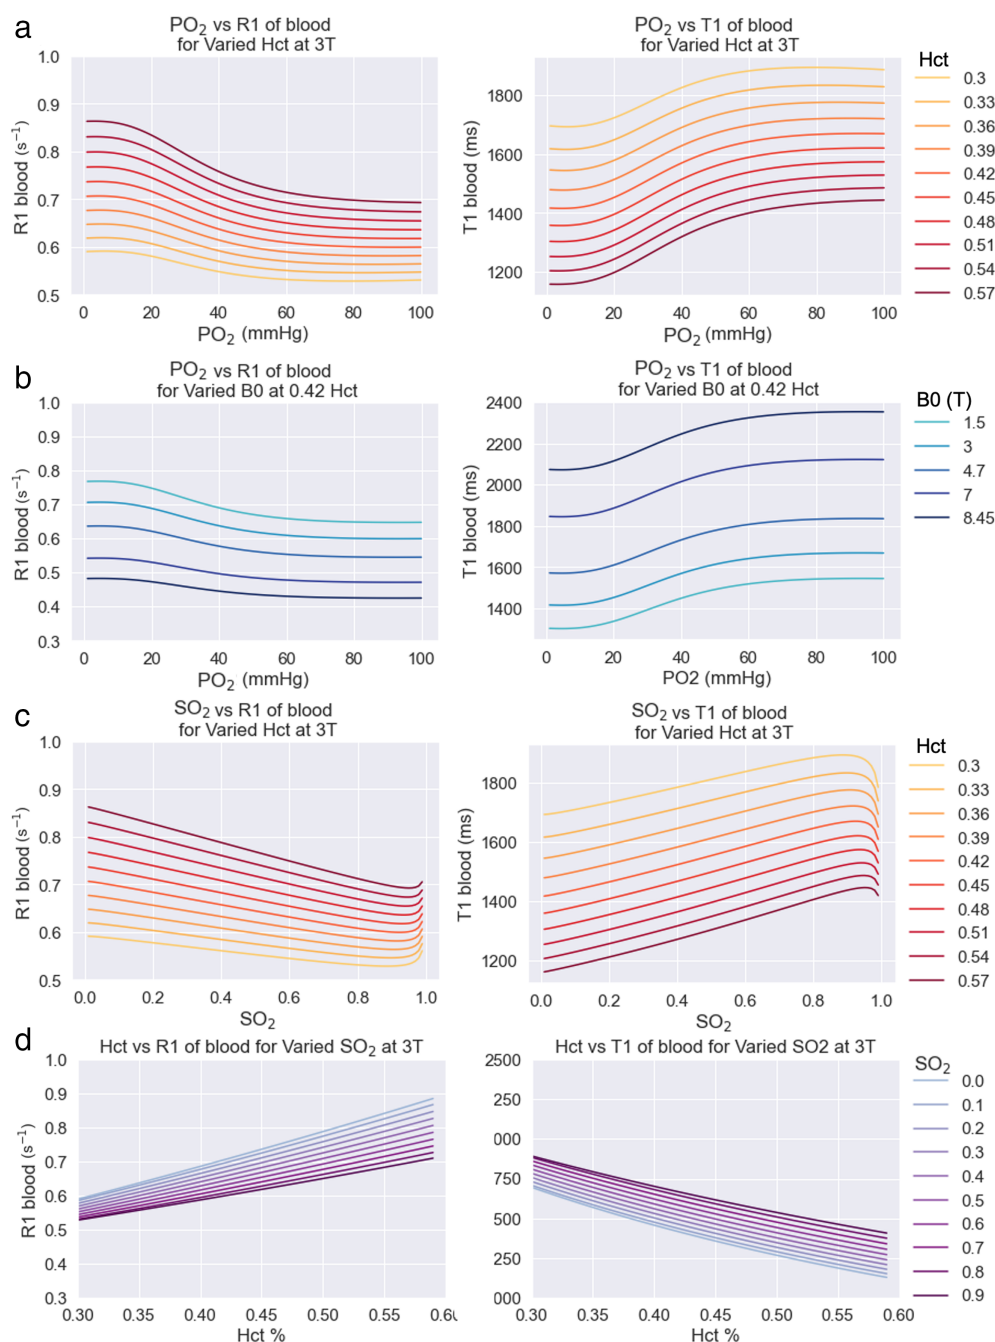 a
PO2 vs R1 of blood
for Varied Hct at 3T
1.0
0.9
0.8
0.7
0.6
0.5
R1 blood (s⁻¹)
0 20 40 60 80 100
PO2 (mmHg)
PO2 vs T1 of blood
for Varied Hct at 3T
1800
1600
1400
1200
T1 blood (ms)
0 20 40 60 80 100
PO2 (mmHg)
Hct
0.3
0.33
0.36
0.39
0.42
0.45
0.48
0.51
0.54
0.57
b
PO2 vs R1 of blood
for Varied B0 at 0.42 Hct
1.0
0.9
0.8
0.7
0.6
0.5
0.4
0.3
R1 blood (s⁻¹)
0 20 40 60 80 100
PO2 (mmHg)
PO2 vs T1 of blood
for Varied B0 at 0.42 Hct
2400
2200
2000
1800
1600
1400
T1 blood (ms)
0 20 40 60 80 100
PO2 (mmHg)
B0 (T)
1.5
3
4.7
7
8.45
c
SO2 vs R1 of blood
for Varied Hct at 3T
1.0
0.9
0.8
0.7
0.6
0.5
R1 blood (s⁻¹)
0.0 0.2 0.4 0.6 0.8 1.0
SO2
SO2 vs T1 of blood
for Varied Hct at 3T
1800
1600
1400
1200
T1 blood (ms)
0.0 0.2 0.4 0.6 0.8 1.0
SO2
Hct
0.3
0.33
0.36
0.39
0.42
0.45
0.48
0.51
0.54
0.57
d
Hct vs R1 of blood for Varied SO2 at 3T
1.0
0.9
0.8
0.7
0.6
0.5
0.4
0.3
R1 blood (s⁻¹)
0.30 0.35 0.40 0.45 0.50 0.55 0.6
Hct %
Hct vs T1 of blood for Varied SO2 at 3T
2500
250
000
750
500
250
000
0.30 0.35 0.40 0.45 0.50 0.55 0.60
Hct %
SO2
0.0
0.1
0.2
0.3
0.4
0.5
0.6
0.7
0.8
0.9